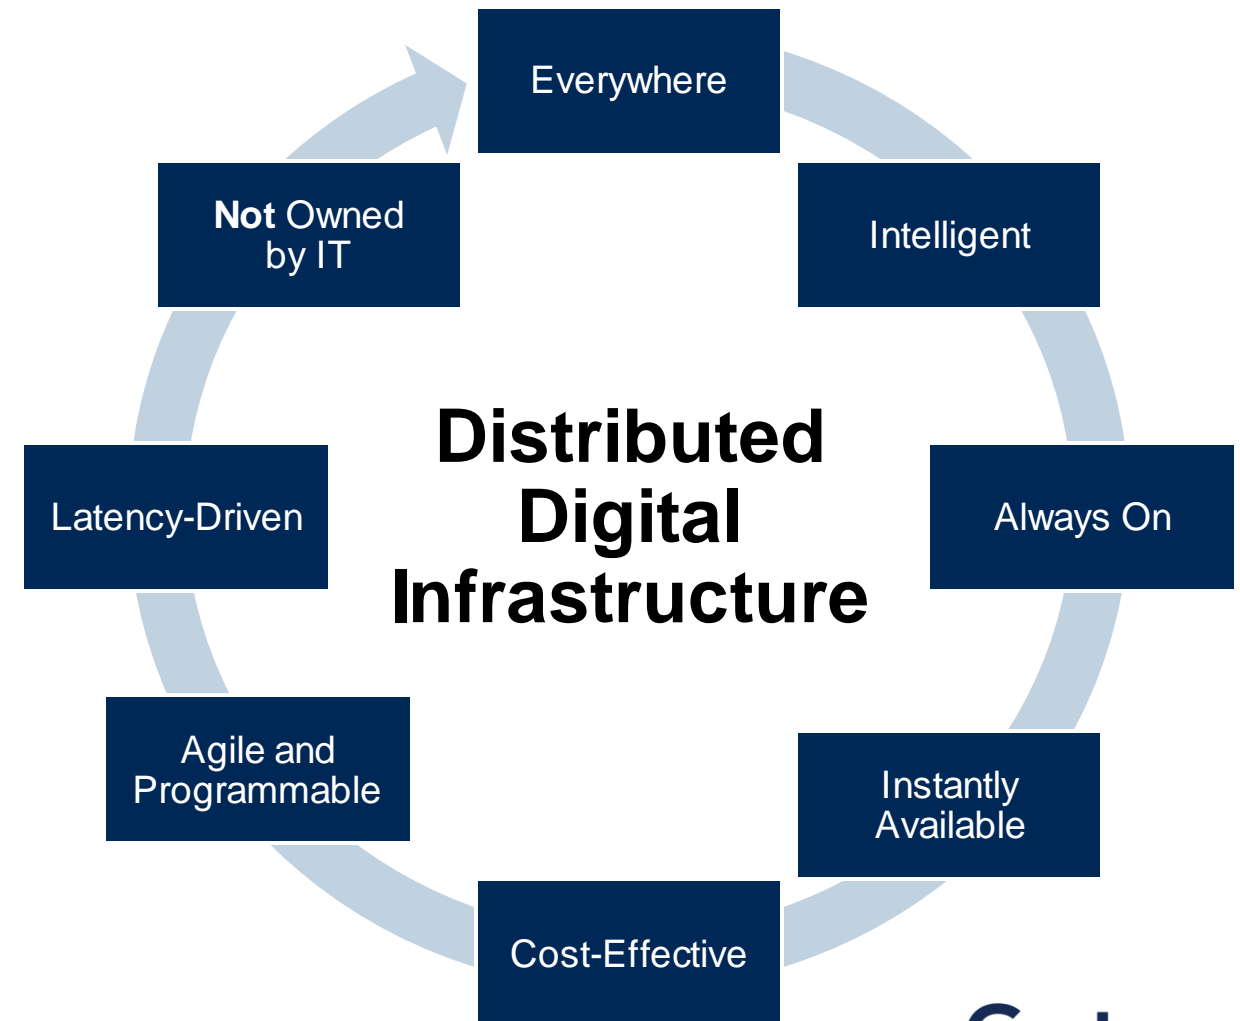 Everywhere
Intelligent
Always On
Instantly
Available
Cost-Effective
Agile and
Programmable
Latency-Driven
Not Owned
by IT
Distributed
Digital
Infrastructure